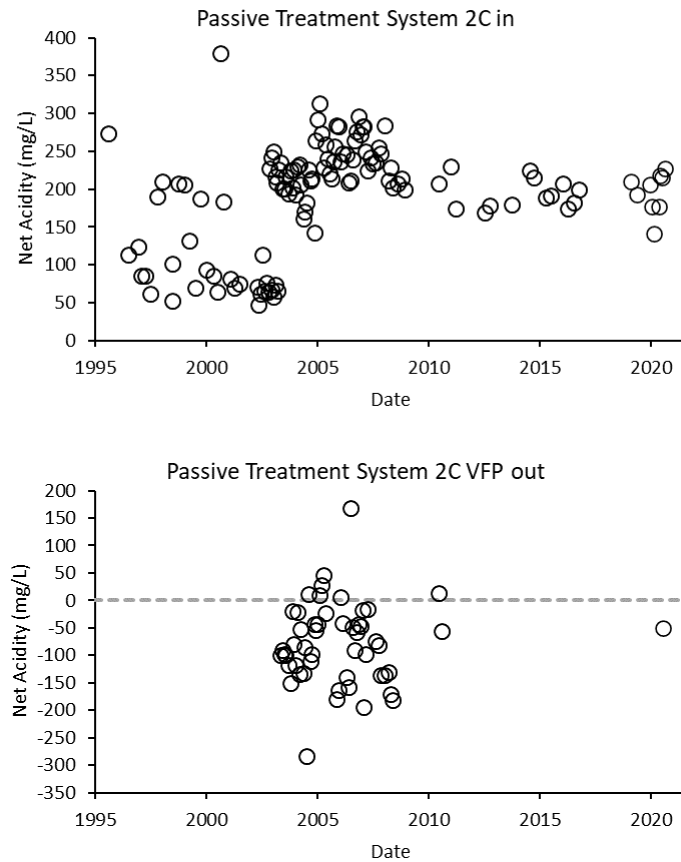 Passive Treatment System 2C in
Net Acidity (mg/L)
400
350
300
250
200
150
100
50
0
1995 2000 2005 2010 2015 2020
Date
Passive Treatment System 2C VFP out
Net Acidity (mg/L)
200
150
100
50
0
-50
-100
-150
-200
-250
-300
-350
1995 2000 2005 2010 2015 2020
Date